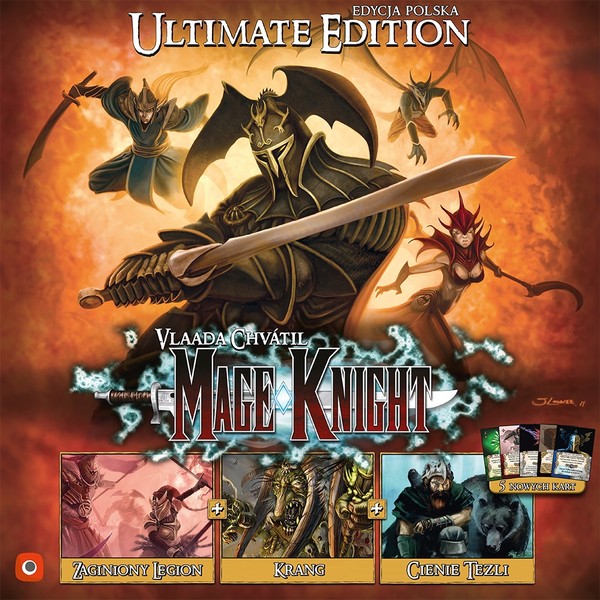 EDYCJA POLSKA
ULTIMATE EDITION
VLAADA CHVÁTIL
MAGE KNIGHT
5 NOWYCH KART
ZAGINIONY LEGION
+
KRANG
+
CIENIE TEZLI